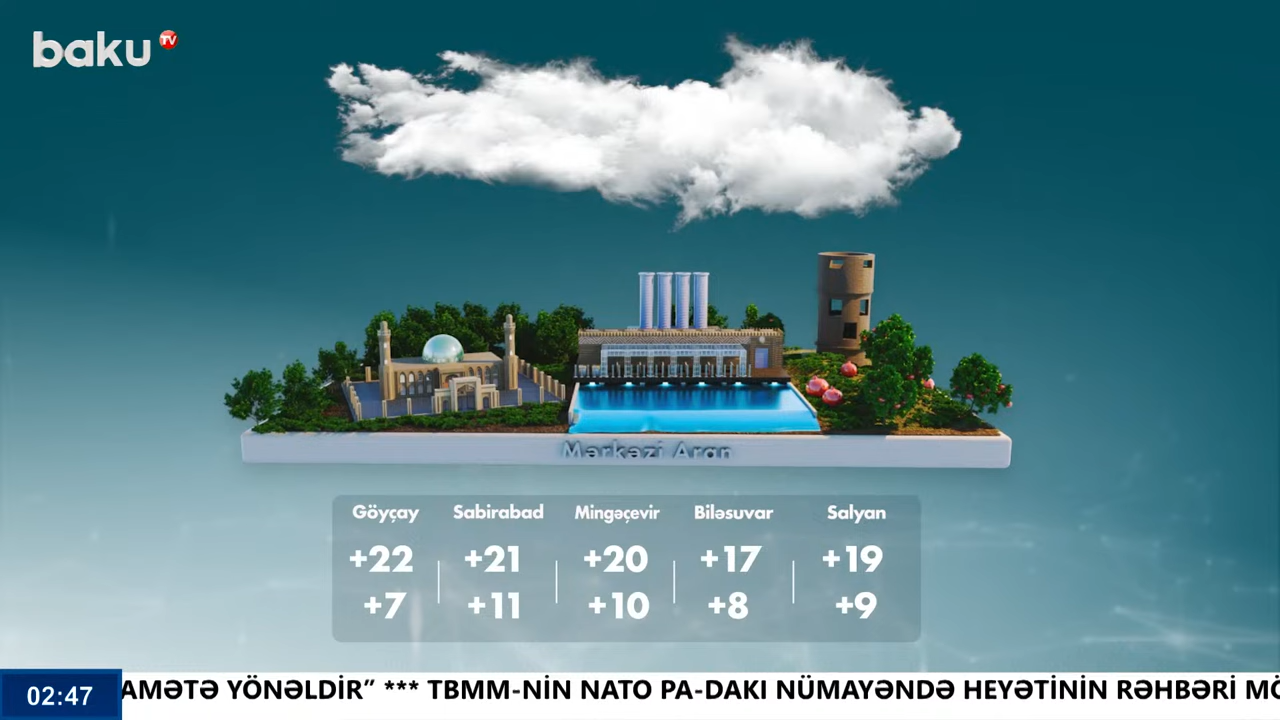 baku TV
Mərkəzi Aran
Göyçay Sabirabad Mingəçevir Biləsuvar Salyan
+22 +21 +20 +17 +19
+7 +11 +10 +8 +9
02:47 AMƏTƏ YÖNƏLDİR” *** TBMM-NİN NATO PA-DAKI NÜMAYƏNDƏ HEYƏTİNİN RƏHBƏRİ MÖ